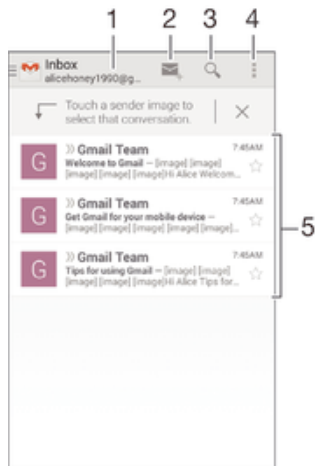 1 2 3 4
Inbox
alicehoney1990@g...
Touch a sender image to
select that conversation.
G
Gmail Team 7:45AM
Welcome to Gmail – [image] [image]
[image] [image] [image]Hi Alice Welcom...
G
Gmail Team 7:45AM
Get Gmail for your mobile device –
[image] [image] [image] [image] [image]...
G
Gmail Team 7:45AM
Tips for using Gmail – [image] [image]
[image] [image] [image]Hi Alice Tips for...
5